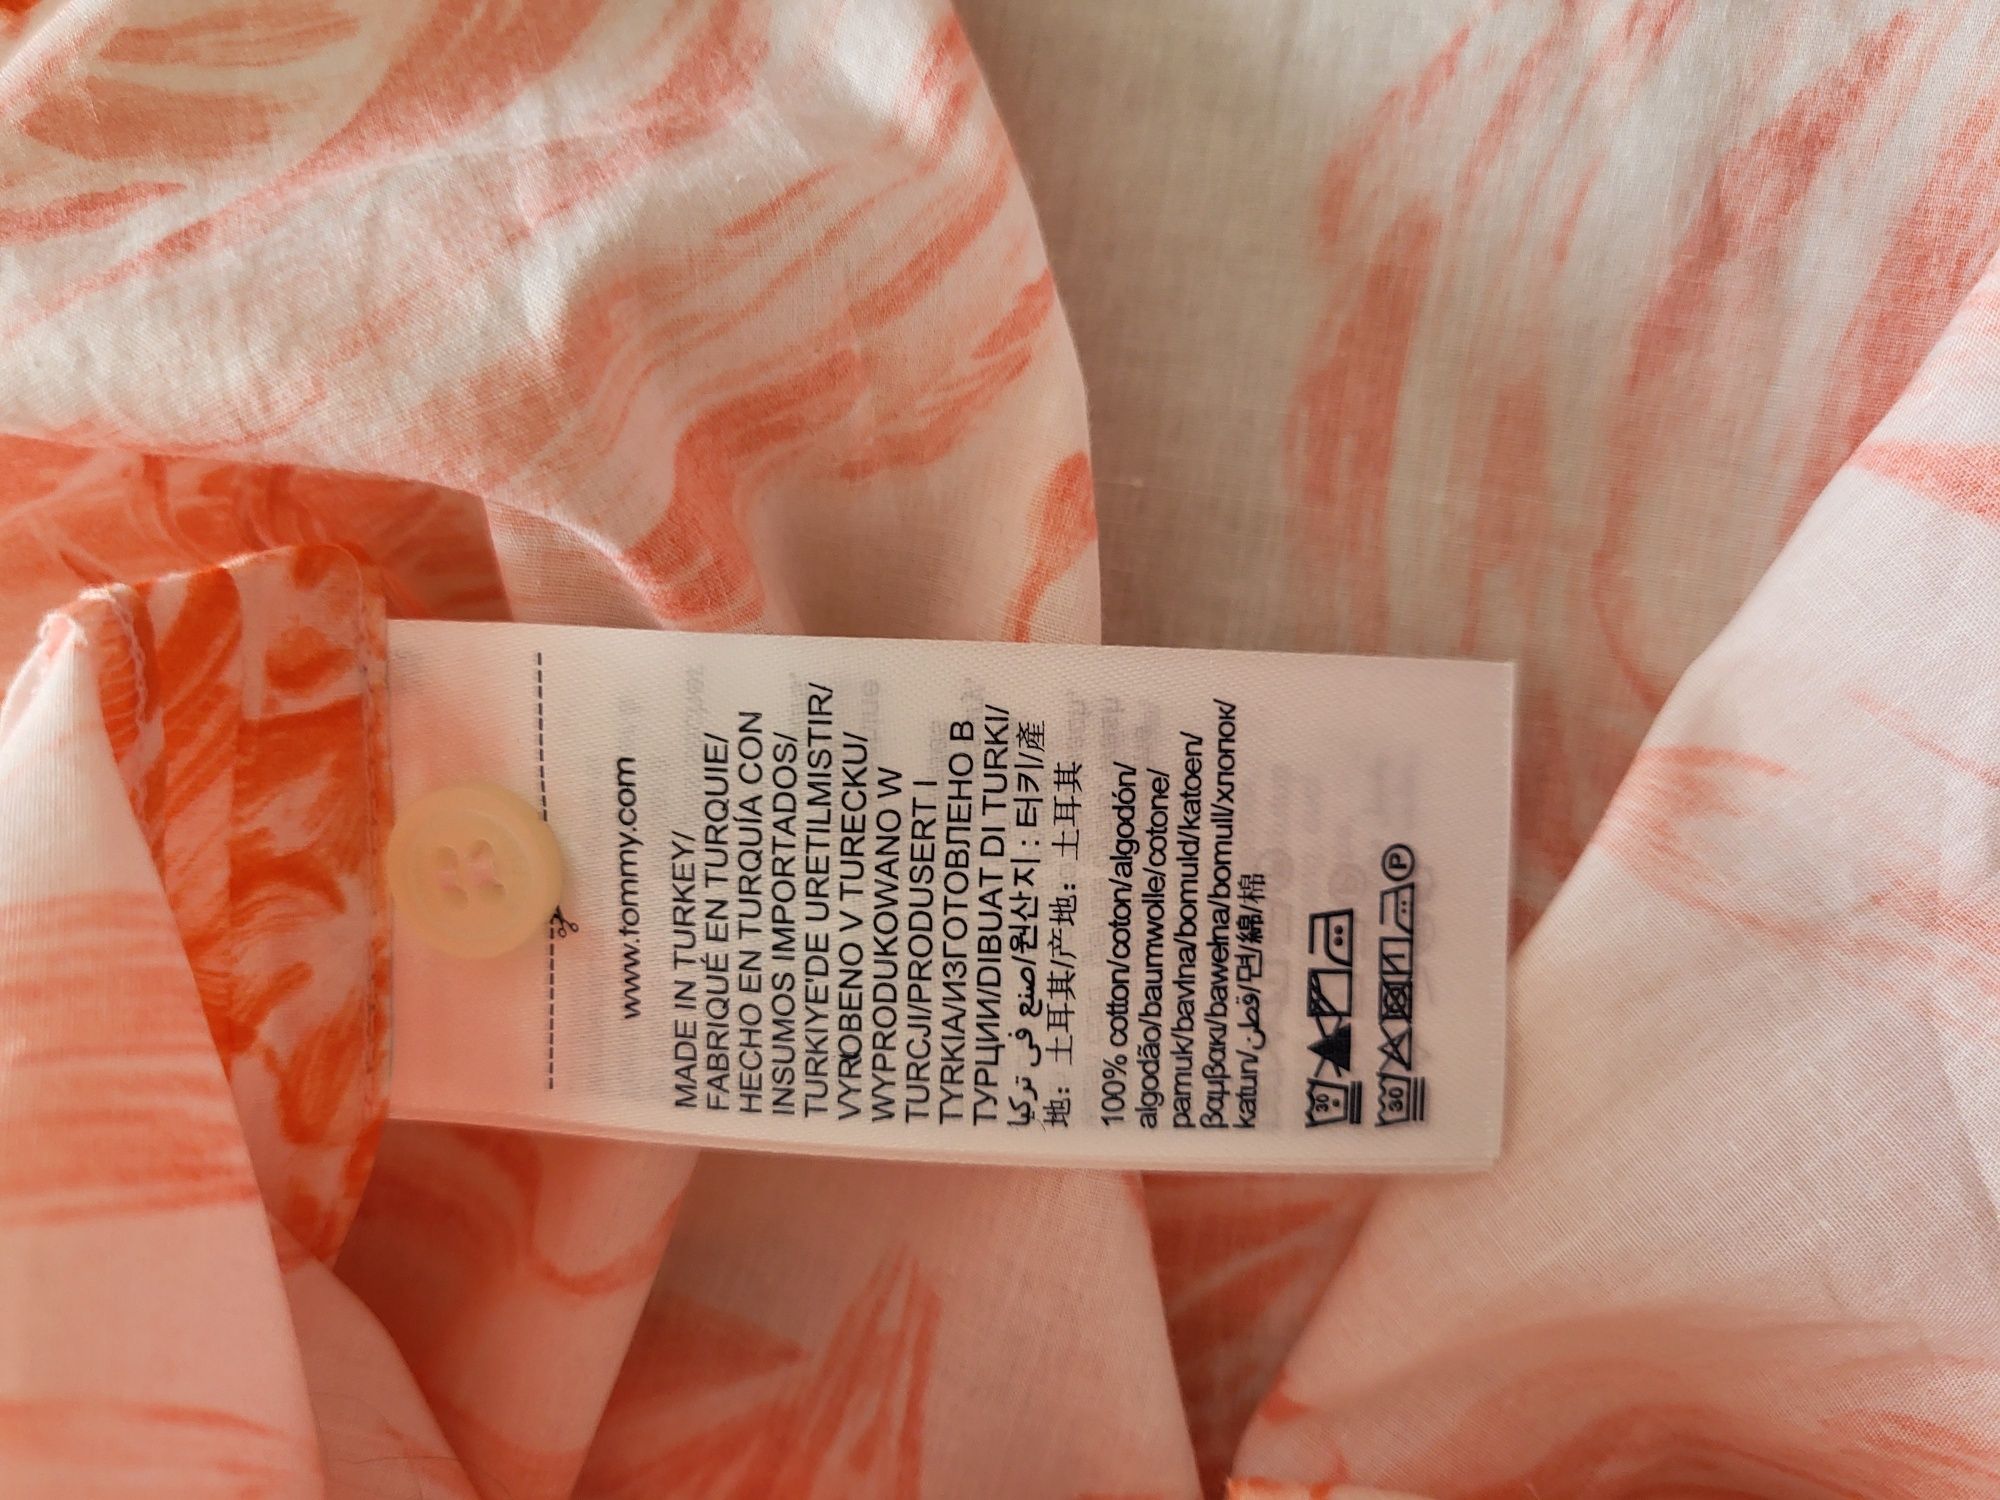 www.tommy.com
MADE IN TURKEY/
FABRIQUÉ EN TURQUIE/
HECHO EN TURQUÍA CON
INSUMOS IMPORTADOS/
TURKIYE'DE URETILMISTIR/
VYROBENO V TURECKU/
WYPRODUKOWANO W
TURCJI/PRODUSERT I
TYRKIA/ИЗГОТОВЛЕНО В
ТУРЦИИ/DIBUAT DI TURKI/
صنع في تركيا/원산지: 터키/產
地: 土耳其/产地: 土耳其
100% cotton/coton/algodón/
algodão/baumwolle/cotone/
pamuk/bavlna/bomuld/katoen/
βαμβακι/bawełna/bomull/хлопок/
katun/قطن/면/綿/棉
30
30 P